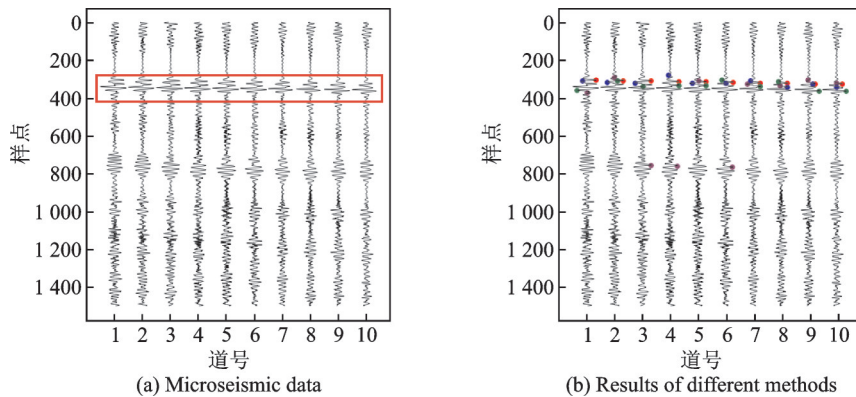 0
200
400
600
800
1 000
1 200
1 400
样点
1 2 3 4 5 6 7 8 9 10
道号
(a) Microseismic data
0
200
400
600
800
1 000
1 200
1 400
样点
1 2 3 4 5 6 7 8 9 10
道号
(b) Results of different methods